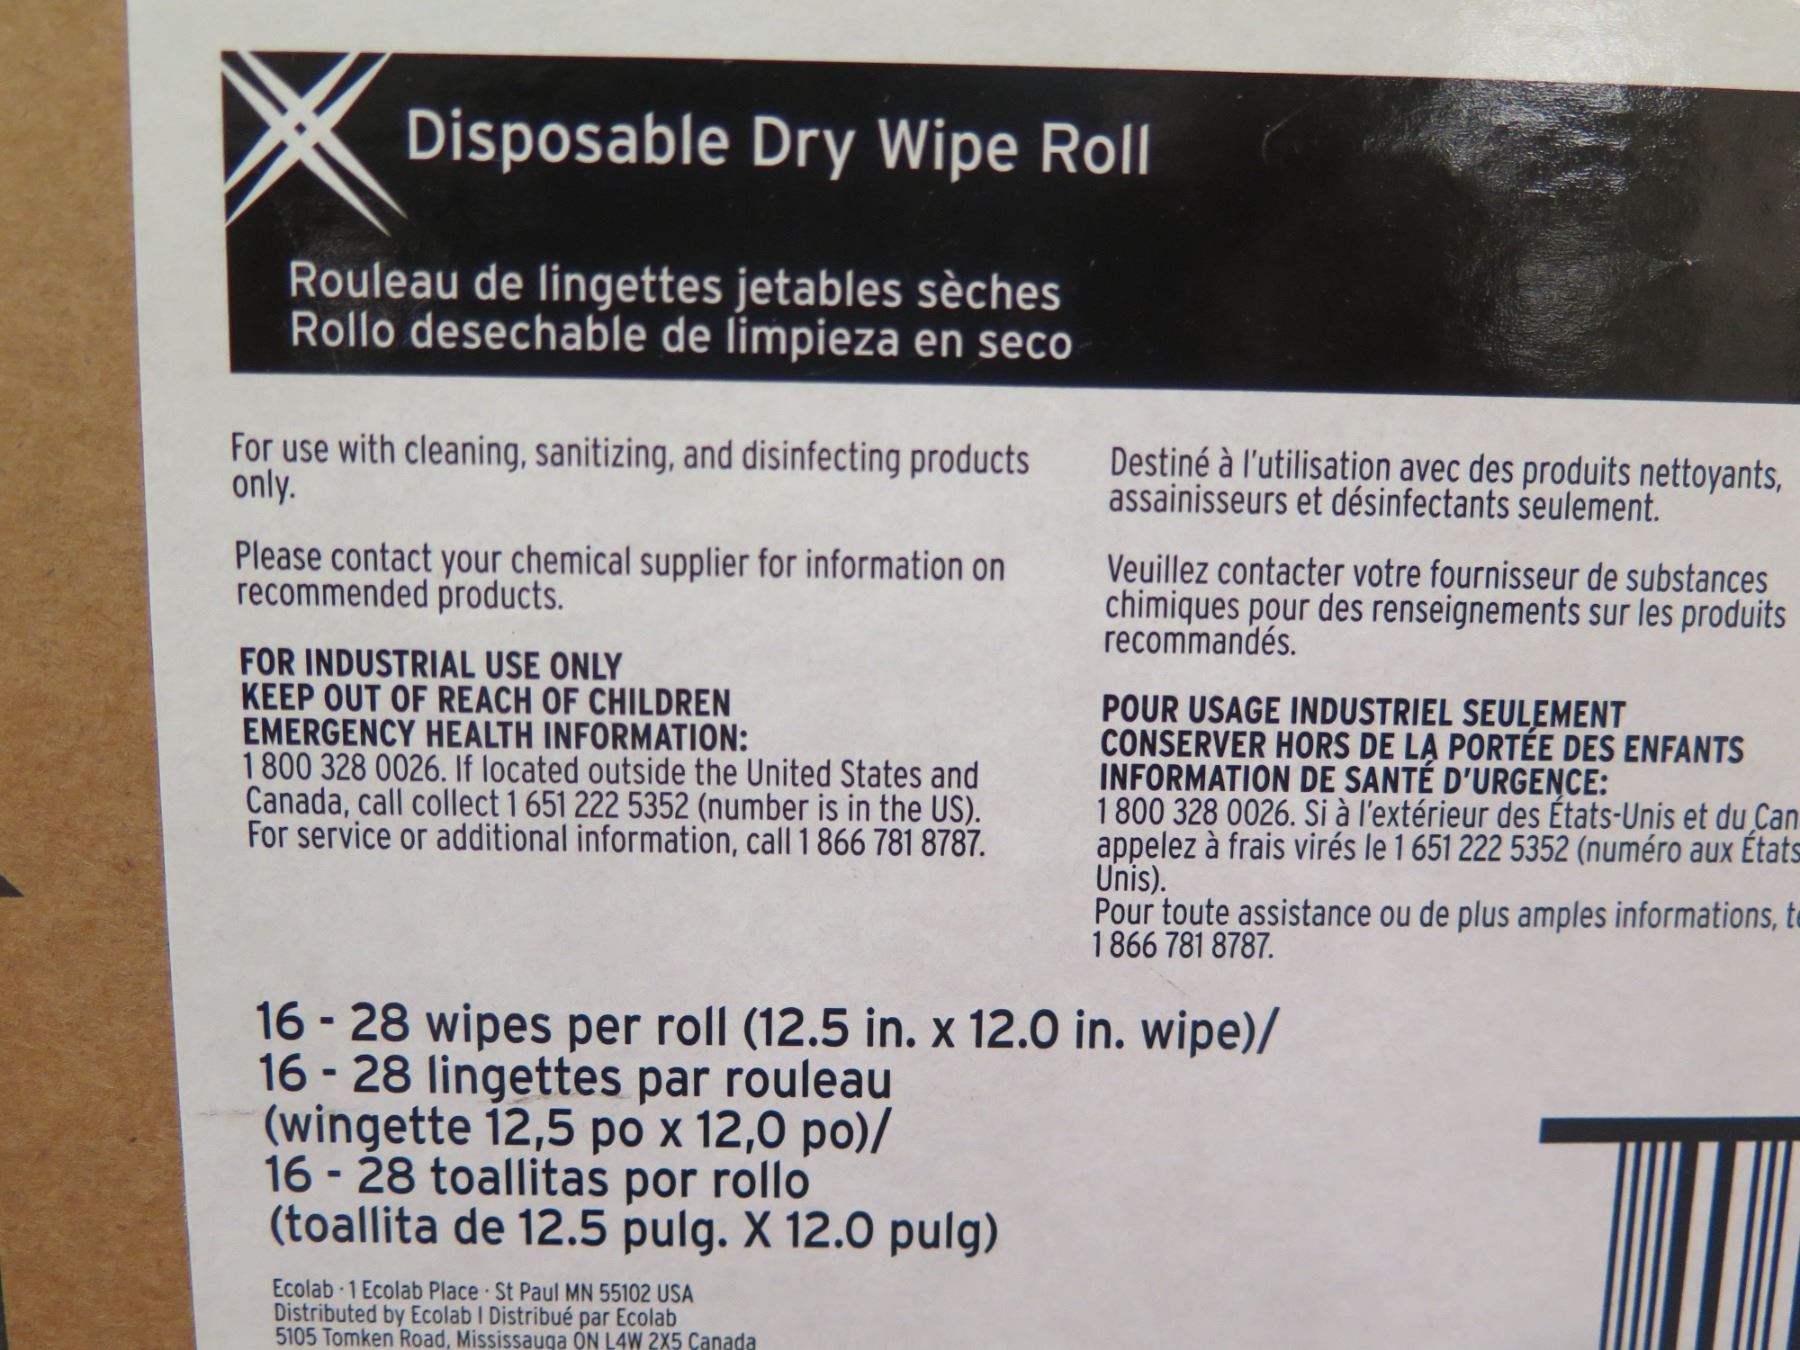 Disposable Dry Wipe Roll
Rouleau de lingettes jetables sèches
Rollo desechable de limpieza en seco
For use with cleaning, sanitizing, and disinfecting products
only.
Please contact your chemical supplier for information on
recommended products.
FOR INDUSTRIAL USE ONLY
KEEP OUT OF REACH OF CHILDREN
EMERGENCY HEALTH INFORMATION:
1 800 328 0026. If located outside the United States and
Canada, call collect 1 651 222 5352 (number is in the US).
For service or additional information, call 1 866 781 8787.
Destiné à l'utilisation avec des produits nettoyants,
assainisseurs et désinfectants seulement.
Veuillez contacter votre fournisseur de substances
chimiques pour des renseignements sur les produits
recommandés.
POUR USAGE INDUSTRIEL SEULEMENT
CONSERVER HORS DE LA PORTÉE DES ENFANTS
INFORMATION DE SANTÉ D'URGENCE:
1 800 328 0026. Si à l'extérieur des États-Unis et du Can
appelez à frais virés le 1 651 222 5352 (numéro aux États
Unis).
Pour toute assistance ou de plus amples informations, té
1 866 781 8787.
16 - 28 wipes per roll (12.5 in. x 12.0 in. wipe)/
16 - 28 lingettes par rouleau
(wingette 12,5 po x 12,0 po)/
16 - 28 toallitas por rollo
(toallita de 12.5 pulg. X 12.0 pulg)
Ecolab · 1 Ecolab Place · St Paul MN 55102 USA
Distributed by Ecolab | Distribué par Ecolab
5105 Tomken Road, Mississauga ON L4W 2X5 Canada